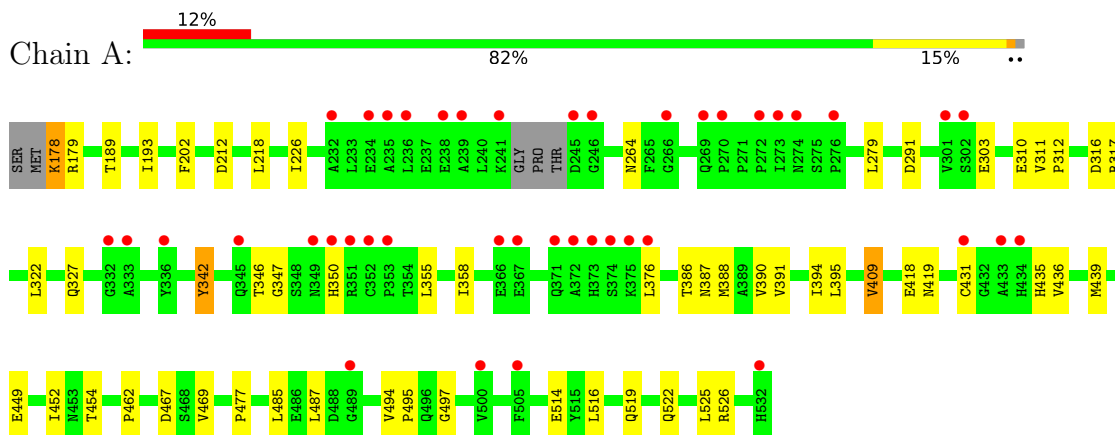 12%
Chain A:
82% 15% ••
SER MET K178 R179 T189 I193 F202 D212 L218 I226 A232 L233 E234 A235 L236 E237 E238 A239 L240 K241 GLY PRO THR D245 G246 N264 F265 G266 Q269 P270 P271 P272 I273 N274 S275 P276 L279 D291 V301 S302 E303 E310 V311 P312 D316 R317
L322 Q327 G332 A333 Y336 Y342 Q345 T346 G347 S348 N349 H350 R351 C352 P353 T354 L355 I358 E366 E367 Q371 A372 H373 S374 K375 L376 T386 N387 M388 A389 V390 V391 I394 L395 V409 E418 N419 C431 G432 A433 H434 H435 V436 M439
E449 I452 N453 T454 P462 D467 S468 V469 P477 L485 E486 L487 D488 G489 V494 P495 Q496 G497 V500 F505 E514 Y515 L516 Q519 Q522 L525 R526 H532